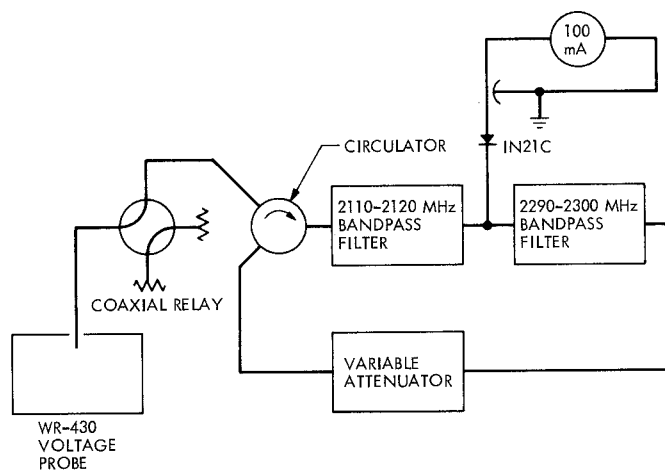 100
mA
IN21C
CIRCULATOR
2110-2120 MHz
BANDPASS
FILTER
2290-2300 MHz
BANDPASS
FILTER
COAXIAL RELAY
VARIABLE
ATTENUATOR
WR-430
VOLTAGE
PROBE